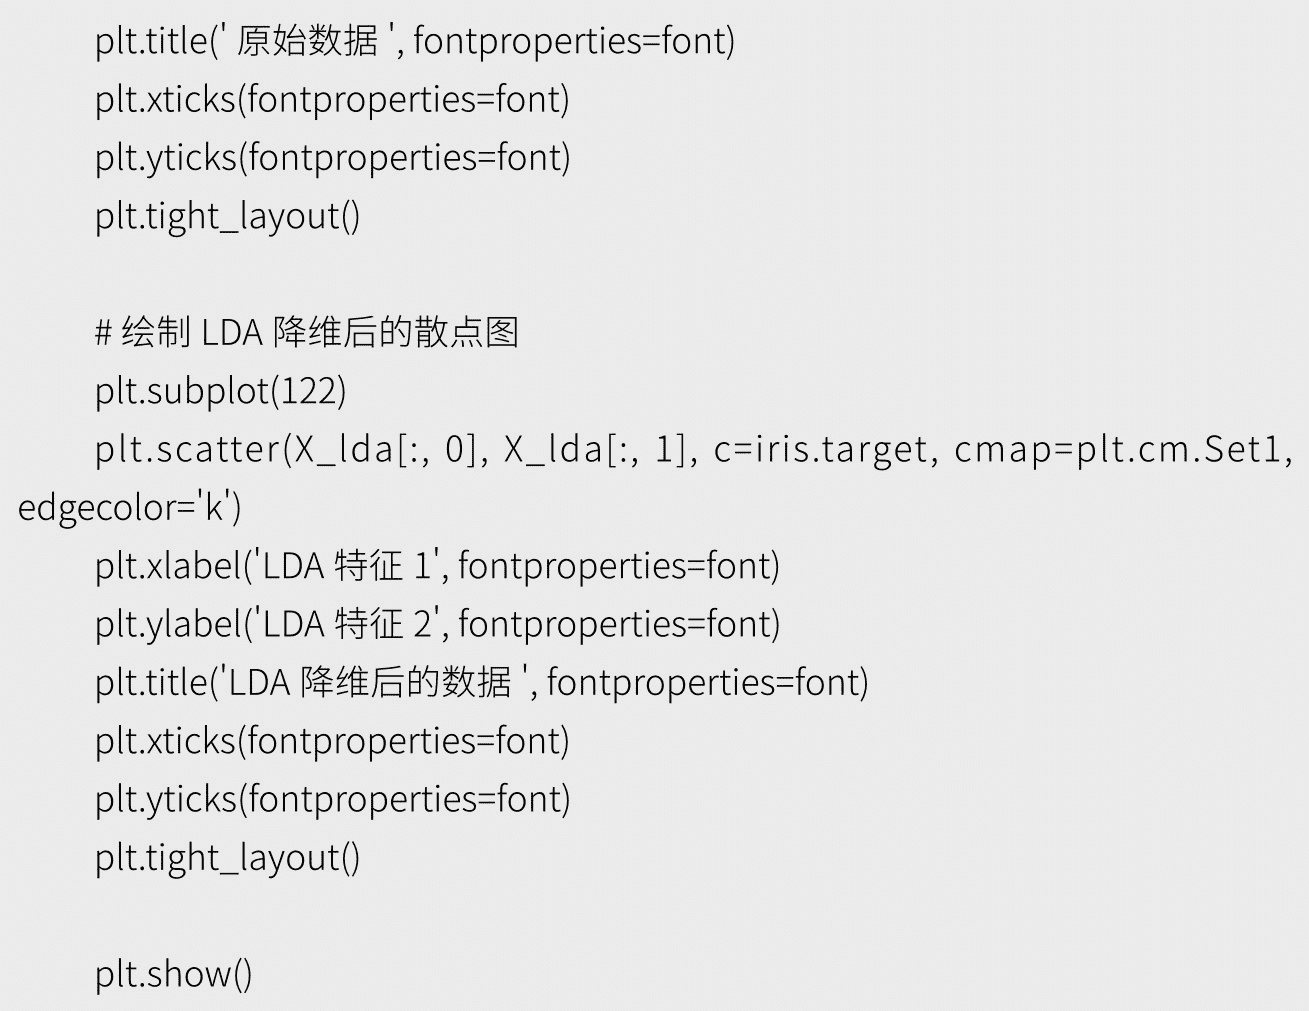 plt.title(' 原始数据 ', fontproperties=font)
plt.xticks(fontproperties=font)
plt.yticks(fontproperties=font)
plt.tight_layout()
# 绘制 LDA 降维后的散点图
plt.subplot(122)
plt.scatter(X_lda[:, 0], X_lda[:, 1], c=iris.target, cmap=plt.cm.Set1,
edgecolor='k')
plt.xlabel('LDA 特征 1', fontproperties=font)
plt.ylabel('LDA 特征 2', fontproperties=font)
plt.title('LDA 降维后的数据 ', fontproperties=font)
plt.xticks(fontproperties=font)
plt.yticks(fontproperties=font)
plt.tight_layout()
plt.show()